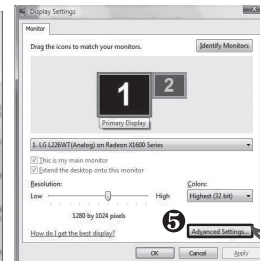 Display Settings
Monitor
Drag the icons to match your monitors.
Identify Monitors
1
2
Primary Display
1. LG L226WT(Analog) on Radeon X1600 Series
This is my main monitor
Extend the desktop onto this monitor
Resolution:
Colors:
Low
High
Highest (32 bit)
1280 by 1024 pixels
5
How do I get the best display?
Advanced Settings...
OK
Cancel
Apply